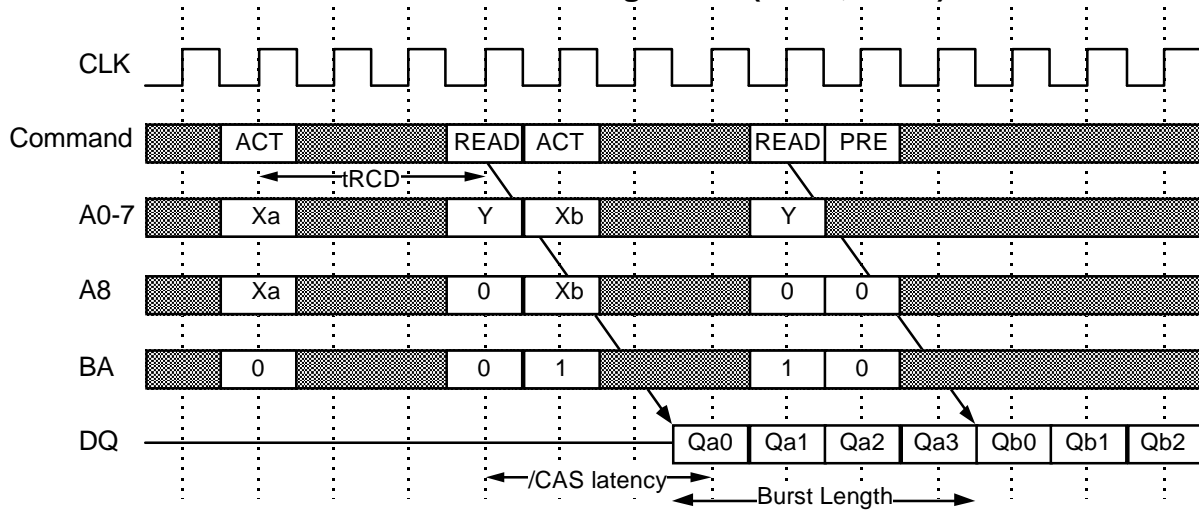 CLK
Command ACT READ ACT READ PRE
tRCD
A0-7 Xa Y Xb Y
A8 Xa 0 Xb 0 0
BA 0 0 1 1 0
DQ Qa0 Qa1 Qa2 Qa3 Qb0 Qb1 Qb2
/CAS latency
Burst Length